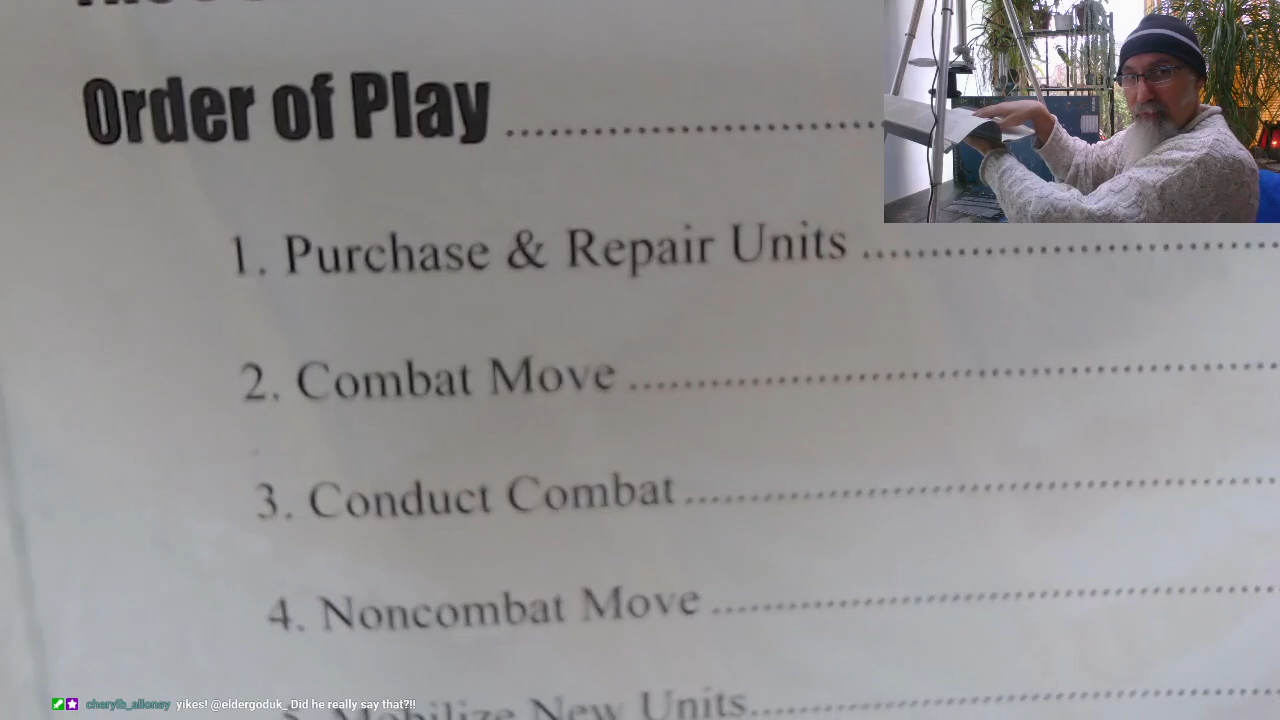 Order of Play ........................
1. Purchase & Repair Units ........................
2. Combat Move ........................
3. Conduct Combat ........................
4. Noncombat Move ........................
Mobilize New Units........................
cherylb_allonsy yikes! @eldergoduk_ Did he really say that?!!